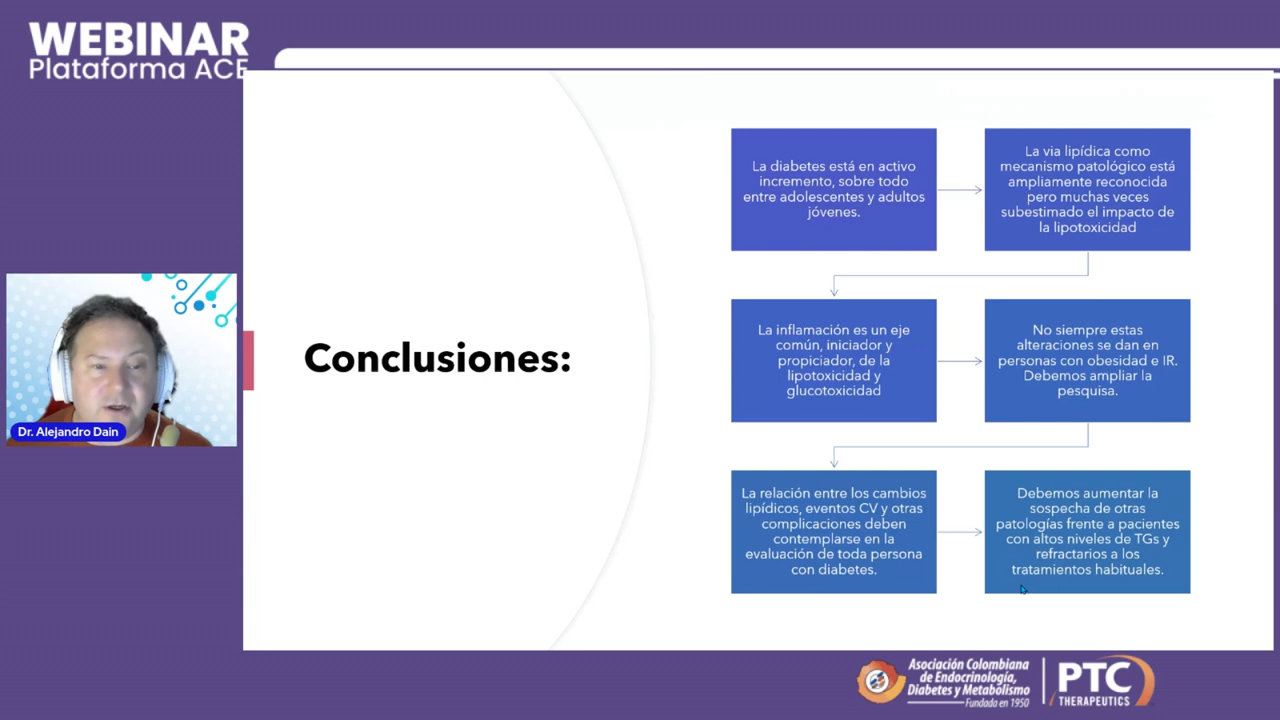 WEBINAR
Plataforma ACE
La diabetes está en activo
incremento, sobre todo
entre adolescentes y adultos
jóvenes.
La via lipídica como
mecanismo patológico está
ampliamente reconocida
pero muchas veces
subestimado el impacto de
la lipotoxicidad
La inflamación es un eje
común, iniciador y
propiciador, de la
lipotoxicidad y
glucotoxicidad
No siempre estas
alteraciones se dan en
personas con obesidad e IR.
Debemos ampliar la
pesquisa.
Conclusiones:
Dr. Alejandro Dain
La relación entre los cambios
lipídicos, eventos CV y otras
complicaciones deben
contemplarse en la
evaluación de toda persona
con diabetes.
Debemos aumentar la
sospecha de otras
patologías frente a pacientes
con altos niveles de TGs y
refractarios a los
tratamientos habituales.
Asociación Colombiana
de Endocrinología,
Diabetes y Metabolismo
Fundada en 1950
PTC
THERAPEUTICS